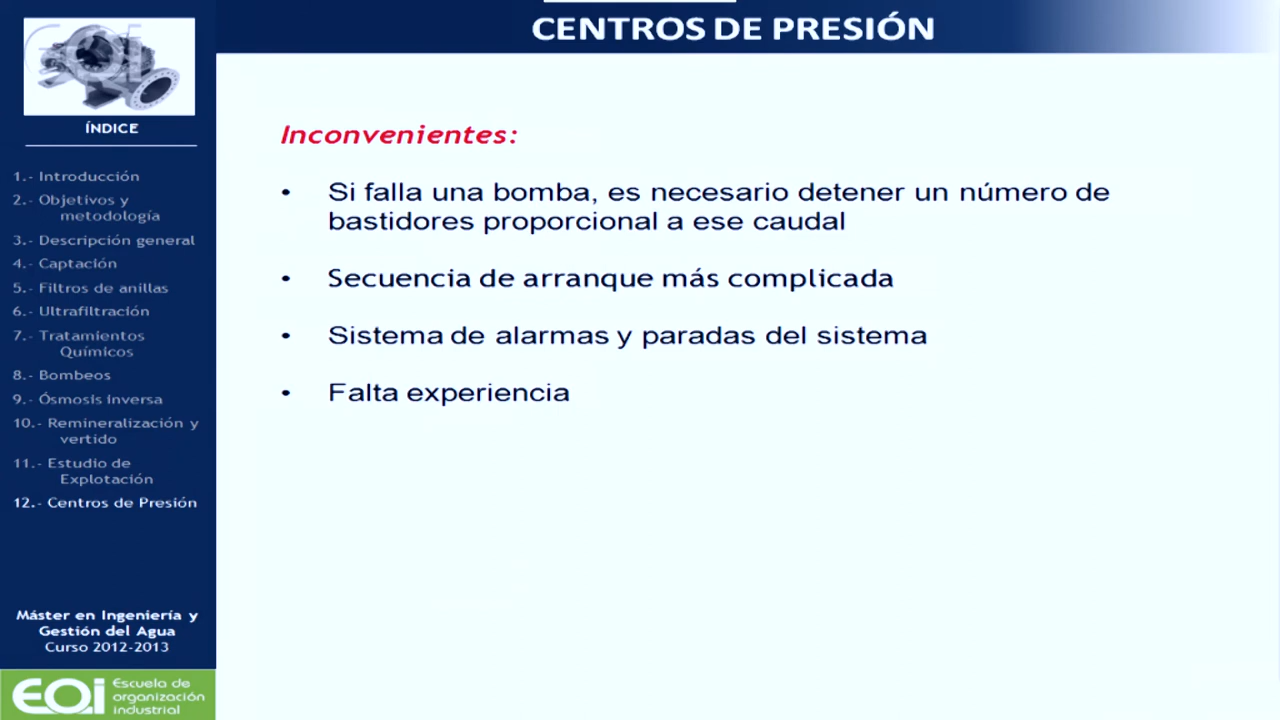 CENTROS DE PRESIÓN
EOI
ÍNDICE
1.- Introducción
2.- Objetivos y
metodología
3.- Descripción general
4.- Captación
5.- Filtros de anillas
6.- Ultrafiltración
7.- Tratamientos
Químicos
8.- Bombeos
9.- Ósmosis inversa
10.- Remineralización y
vertido
11.- Estudio de
Explotación
12.- Centros de Presión
Máster en Ingeniería y
Gestión del Agua
Curso 2012-2013
EOI
Escuela de
organización
industrial
Inconvenientes:
• Si falla una bomba, es necesario detener un número de
bastidores proporcional a ese caudal
• Secuencia de arranque más complicada
• Sistema de alarmas y paradas del sistema
• Falta experiencia